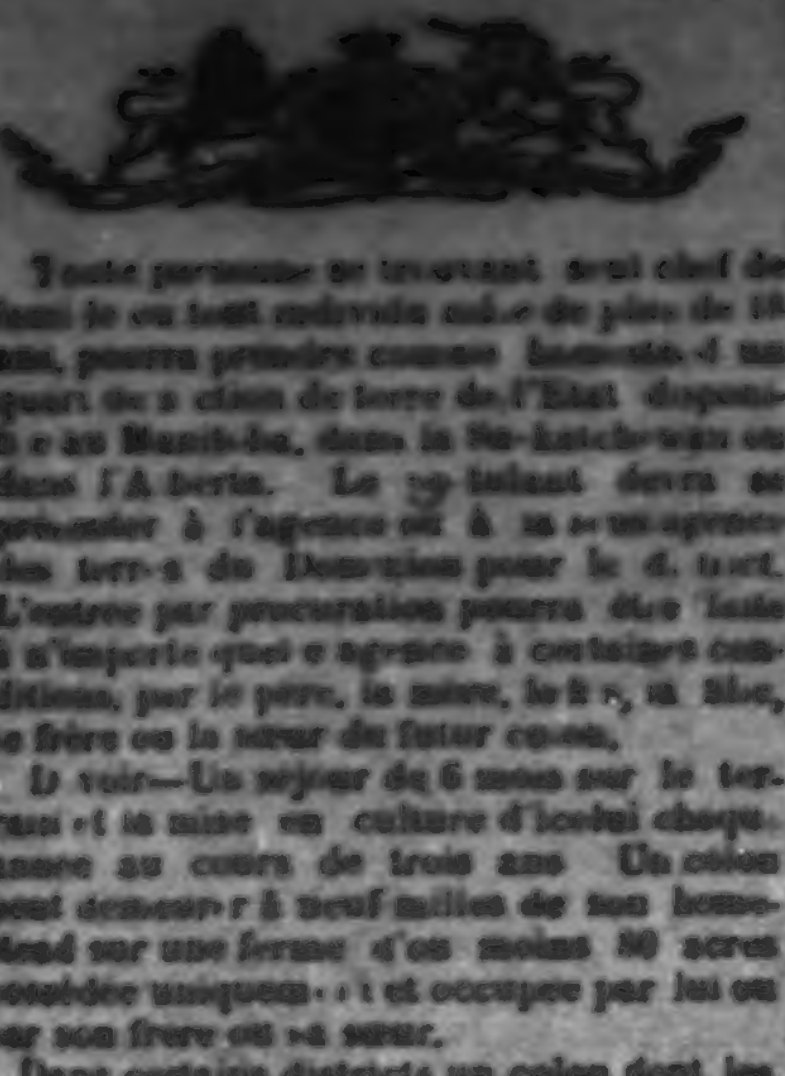 Toute personne se trouvant seul chef de
ou tout individu mâle de plus de 18
ans, pourra prendre comme homestead un
quart de section de terre de l'Etat disponi-
ble au Manitoba, dans la Saskatchewan ou
dans l'Alberta. Le postulant devra se
présenter à l'agence ou à la sous-agence
des terres du Dominion pour le district.
L'entrée par procuration pourra être faite
à n'importe quelle agence à certaines con-
ditions, par le père, la mère, le fils, la fille,
le frère ou la sœur du futur colon.
Devoir—Un séjour de 6 mois sur le ter-
rain et la mise en culture d'icelui chaque
année au cours de trois ans Un colon
peut demeurer à neuf milles de son home-
stead sur une ferme d'au moins 80 acres
possédée uniquement et occupée par lui ou
par son frère ou sa sœur.
Dans certains districts un colon dont les